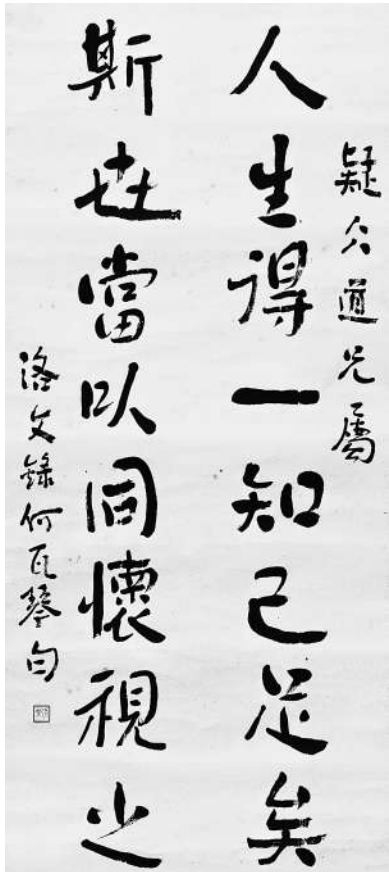 疑仌道兄屬
人生得一知己足矣
斯世當以同懷視之
洛文錄何瓦琴句